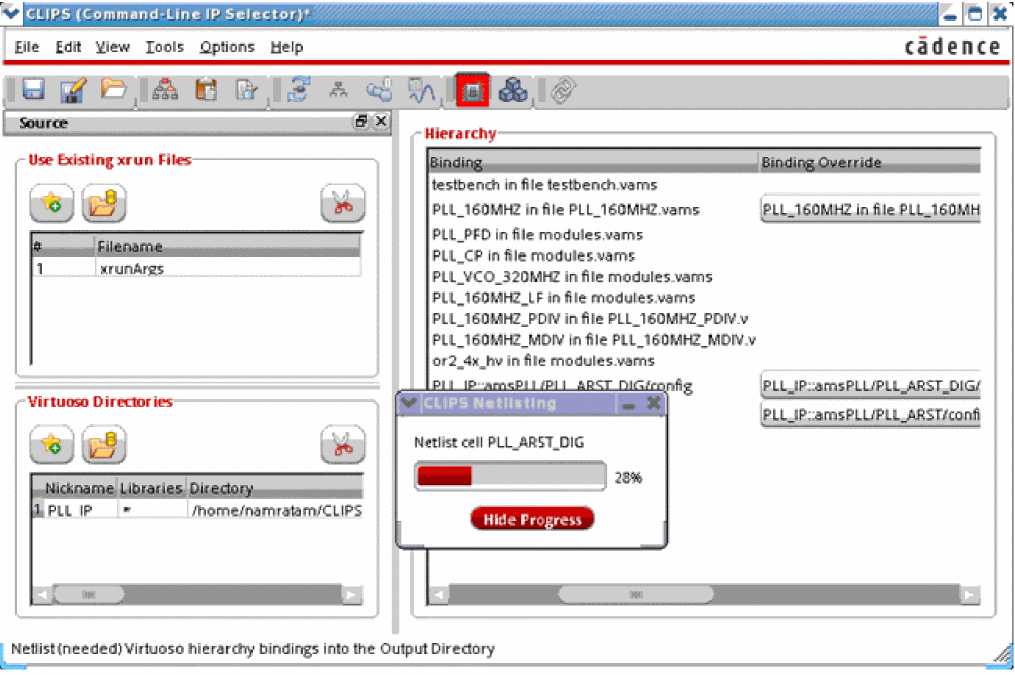 CLIPS (Command-Line IP Selector)*
File Edit View Tools Options Help
cādence
Source
Use Existing xrun Files
# Filename
1 xrunArgs
Virtuoso Directories
Nickname Libraries Directory
1 PLL_IP * /home/namratam/CLIPS
Hierarchy
Binding Binding Override
testbench in file testbench.vams
PLL_160MHZ in file PLL_160MHZ.vams PLL_160MHZ in file PLL_160MH
PLL_PFD in file modules.vams
PLL_CP in file modules.vams
PLL_VCO_320MHZ in file modules.vams
PLL_160MHZ_LF in file modules.vams
PLL_160MHZ_PDIV in file PLL_160MHZ_PDIV.v
PLL_160MHZ_MDIV in file PLL_160MHZ_MDIV.v
or2_4x_hv in file modules.vams
PLL_IP::amsPLL/PLL_ARST_DIG/config PLL_IP::amsPLL/PLL_ARST_DIG/
PLL_IP::amsPLL/PLL_ARST/confi
CLIPS Netlisting
Netlist cell PLL_ARST_DIG
28%
Hide Progress
Netlist (needed) Virtuoso hierarchy bindings into the Output Directory